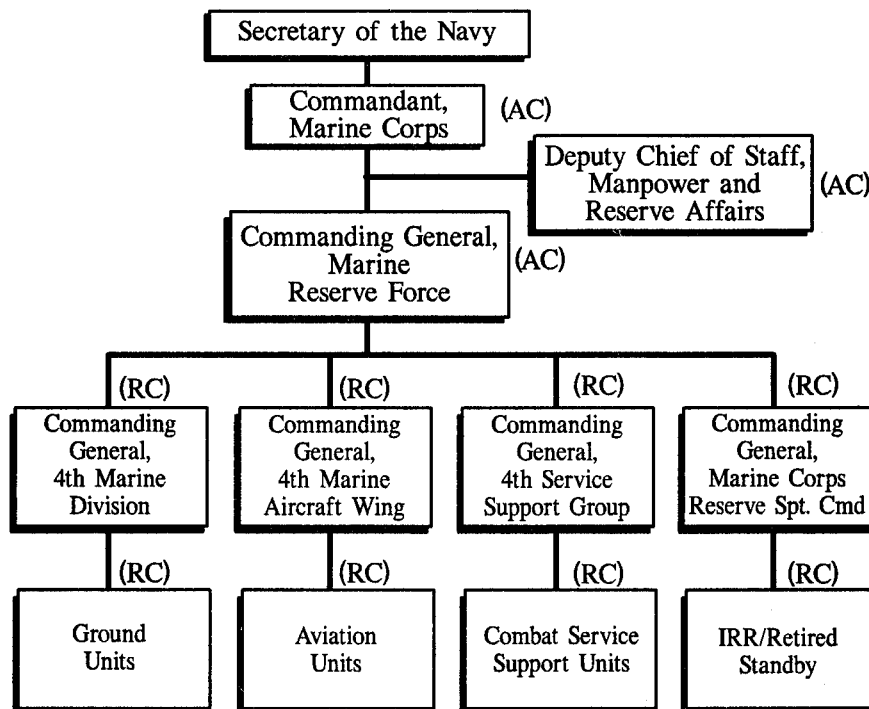 Secretary of the Navy
Commandant,
Marine Corps
(AC)
Deputy Chief of Staff,
Manpower and
Reserve Affairs
(AC)
Commanding General,
Marine
Reserve Force
(AC)
(RC)
Commanding
General,
4th Marine
Division
(RC)
Commanding
General,
4th Marine
Aircraft Wing
(RC)
Commanding
General,
4th Service
Support Group
(RC)
Commanding
General,
Marine Corps
Reserve Spt. Cmd
(RC)
Ground
Units
(RC)
Aviation
Units
(RC)
Combat Service
Support Units
(RC)
IRR/Retired
Standby